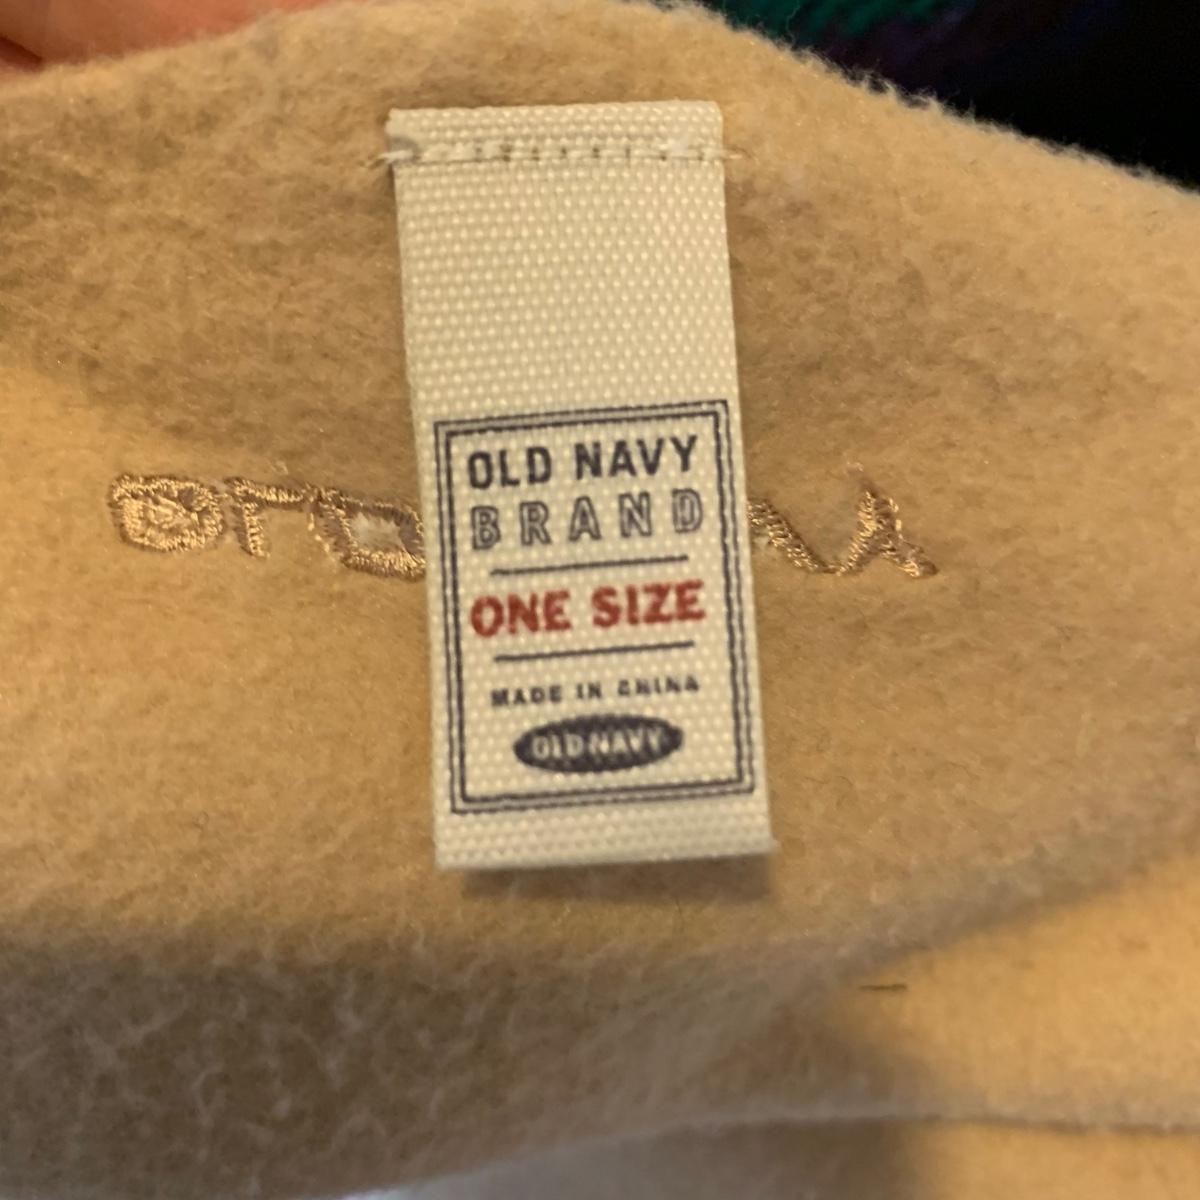 OLD NAVY
BRAND
ONE SIZE
MADE IN CHINA
OLD NAVY